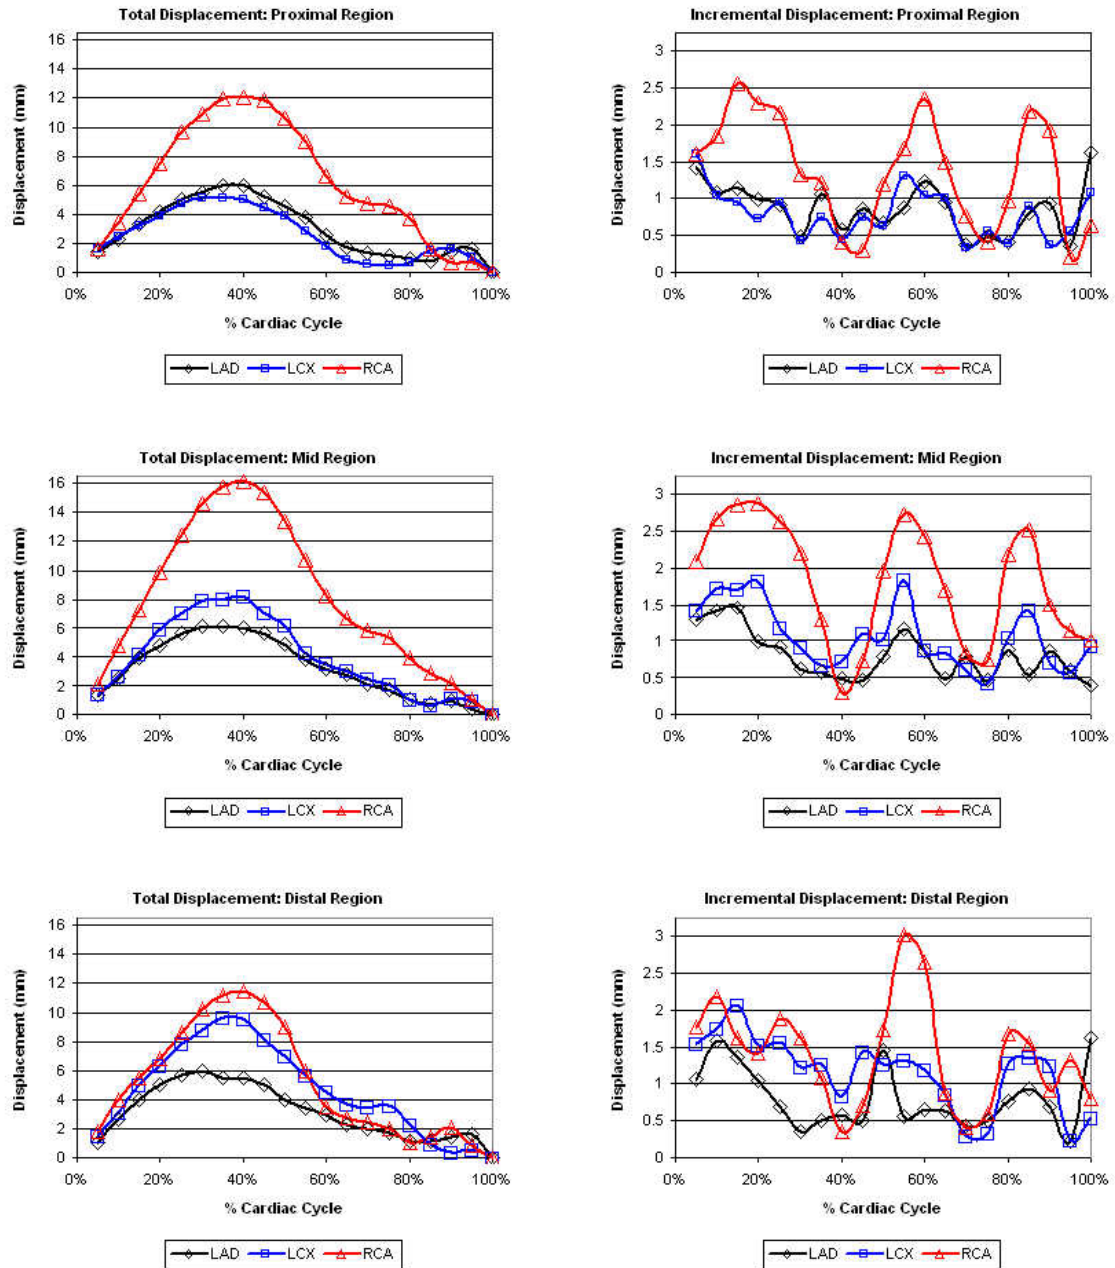 Total Displacement: Proximal Region
Displacement (mm)
16
14
12
10
8
6
4
2
0
0% 20% 40% 60% 80% 100%
% Cardiac Cycle
LAD LCX RCA
Incremental Displacement: Proximal Region
Displacement (mm)
3
2.5
2
1.5
1
0.5
0
0% 20% 40% 60% 80% 100%
% Cardiac Cycle
LAD LCX RCA
Total Displacement: Mid Region
Displacement (mm)
16
14
12
10
8
6
4
2
0
0% 20% 40% 60% 80% 100%
% Cardiac Cycle
LAD LCX RCA
Incremental Displacement: Mid Region
Displacement (mm)
3
2.5
2
1.5
1
0.5
0
0% 20% 40% 60% 80% 100%
% Cardiac Cycle
LAD LCX RCA
Total Displacement: Distal Region
Displacement (mm)
16
14
12
10
8
6
4
2
0
0% 20% 40% 60% 80% 100%
% Cardiac Cycle
LAD LCX RCA
Incremental Displacement: Distal Region
Displacement (mm)
3
2.5
2
1.5
1
0.5
0
0% 20% 40% 60% 80% 100%
% Cardiac Cycle
LAD LCX RCA